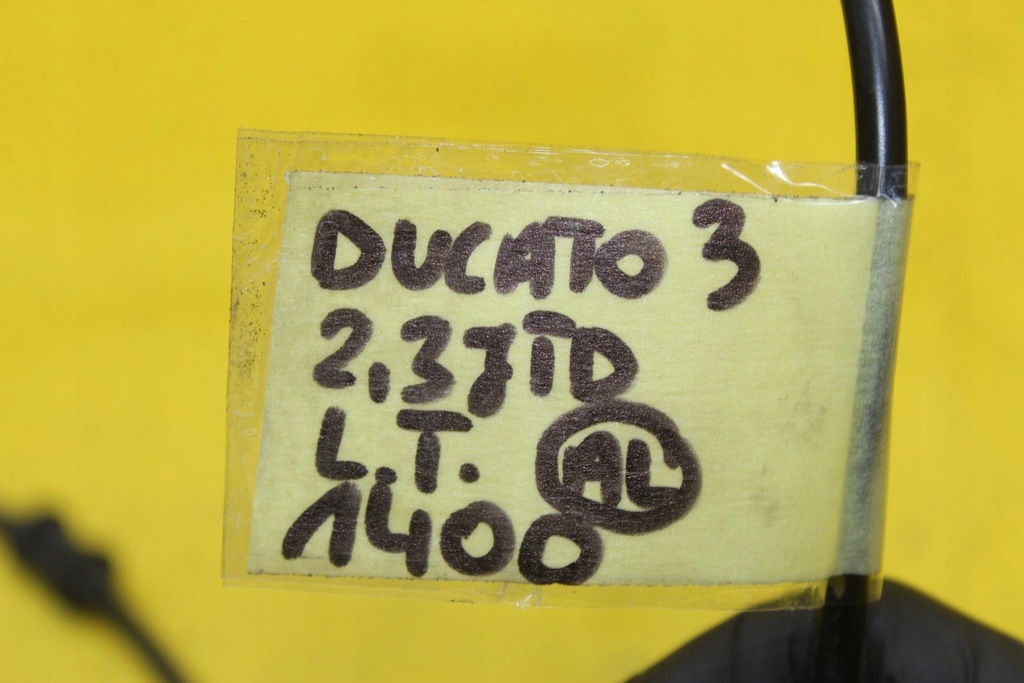 DUCATO 3
2,3JTD
L.T. AL
1400